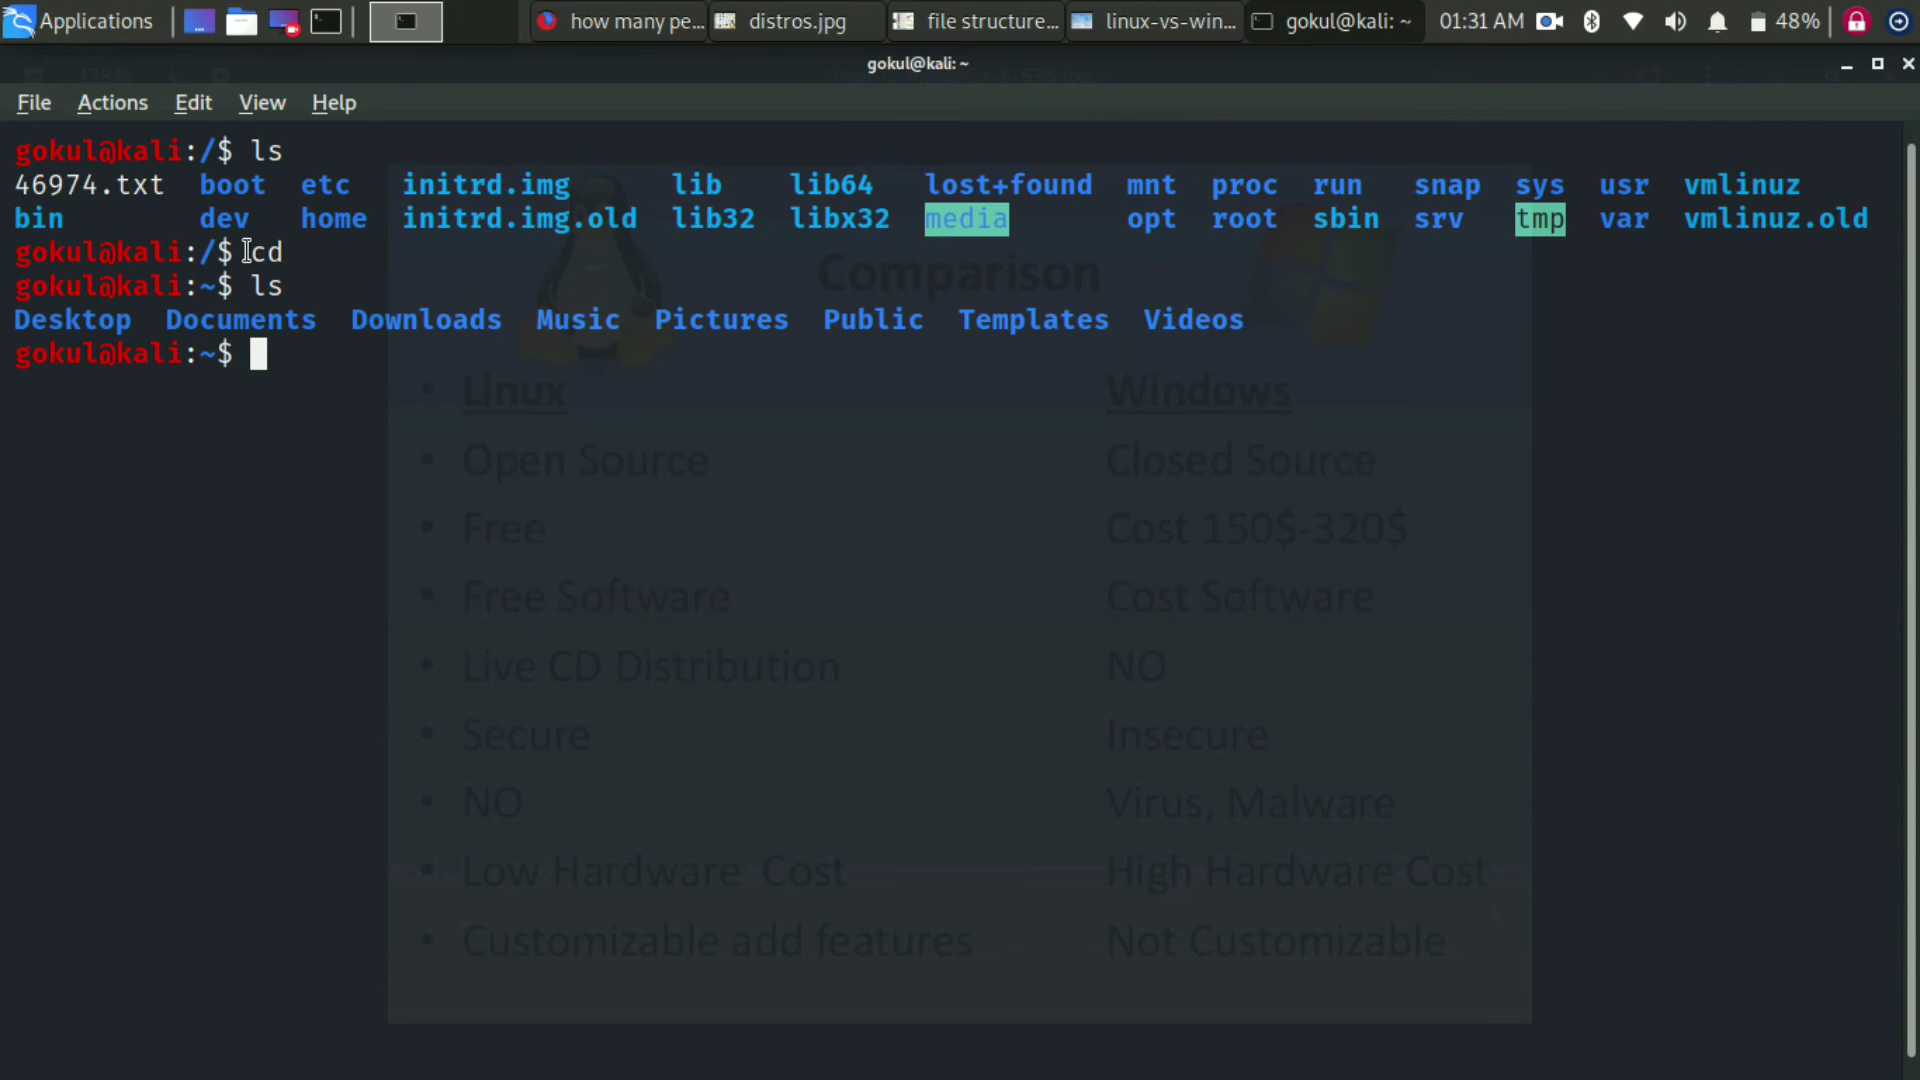 Applications how many pe... distros.jpg file structure... linux-vs-win... gokul@kali: ~ 01:31 AM 48%
gokul@kali: ~
File Actions Edit View Help
gokul@kali:/$ ls
46974.txt boot etc initrd.img lib lib64 lost+found mnt proc run snap sys usr vmlinuz
bin dev home initrd.img.old lib32 libx32 media opt root sbin srv tmp var vmlinuz.old
gokul@kali:/$ cd
gokul@kali:~$ ls
Desktop Documents Downloads Music Pictures Public Templates Videos
gokul@kali:~$
Comparison
• Linux Windows
• Open Source Closed Source
• Free Cost 150$-320$
• Free Software Cost Software
• Live CD Distribution NO
• Secure Insecure
• NO Virus, Malware
• Low Hardware Cost High Hardware Cost
• Customizable add features Not Customizable